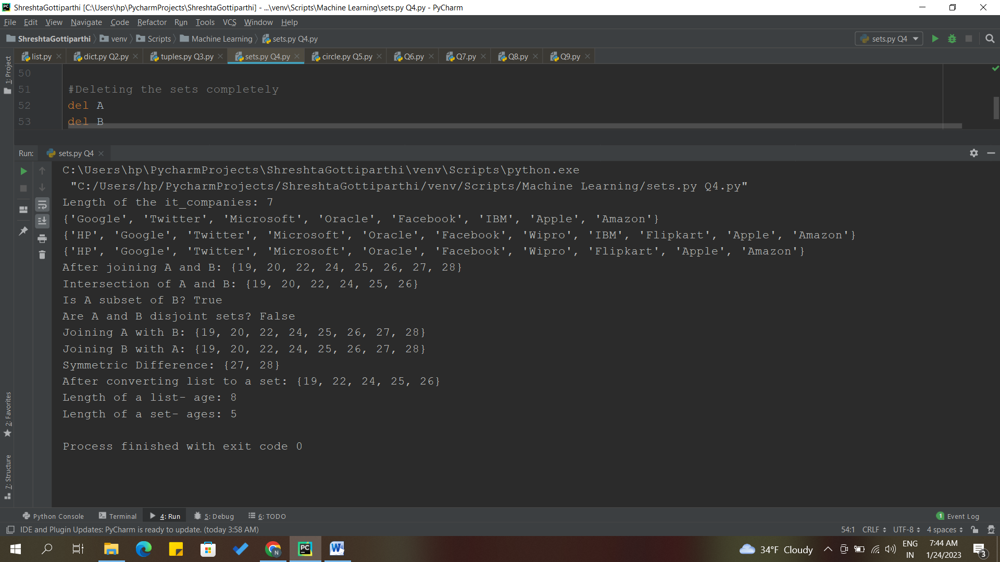 ShreshtaGottiparthi [C:\Users\hp\PycharmProjects\ShreshtaGottiparthi] - ...\venv\Scripts\Machine Learning\sets.py Q4.py - PyCharm
File Edit View Navigate Code Refactor Run Tools VCS Window Help
ShreshtaGottiparthi venv Scripts Machine Learning sets.py Q4.py sets.py Q4
list.py dict.py Q2.py tuples.py Q3.py sets.py Q4.py circle.py Q5.py Q6.py Q7.py Q8.py Q9.py
1: Project
50
51 #Deleting the sets completely
52 del A
53 del B
Run: sets.py Q4
C:\Users\hp\PycharmProjects\ShreshtaGottiparthi\venv\Scripts\python.exe
"C:/Users/hp/PycharmProjects/ShreshtaGottiparthi/venv/Scripts/Machine Learning/sets.py Q4.py"
Length of the it_companies: 7
{'Google', 'Twitter', 'Microsoft', 'Oracle', 'Facebook', 'IBM', 'Apple', 'Amazon'}
{'HP', 'Google', 'Twitter', 'Microsoft', 'Oracle', 'Facebook', 'Wipro', 'IBM', 'Flipkart', 'Apple', 'Amazon'}
{'HP', 'Google', 'Twitter', 'Microsoft', 'Oracle', 'Facebook', 'Wipro', 'Flipkart', 'Apple', 'Amazon'}
After joining A and B: {19, 20, 22, 24, 25, 26, 27, 28}
Intersection of A and B: {19, 20, 22, 24, 25, 26}
Is A subset of B? True
Are A and B disjoint sets? False
Joining A with B: {19, 20, 22, 24, 25, 26, 27, 28}
Joining B with A: {19, 20, 22, 24, 25, 26, 27, 28}
Symmetric Difference: {27, 28}
After converting list to a set: {19, 22, 24, 25, 26}
Length of a list- age: 8
Length of a set- ages: 5
Process finished with exit code 0
2: Favorites
7: Structure
Python Console Terminal 4: Run 5: Debug 6: TODO 1 Event Log
IDE and Plugin Updates: PyCharm is ready to update. (today 3:58 AM) 54:1 CRLF UTF-8 4 spaces
34°F Cloudy ENG IN 7:44 AM 1/24/2023 3